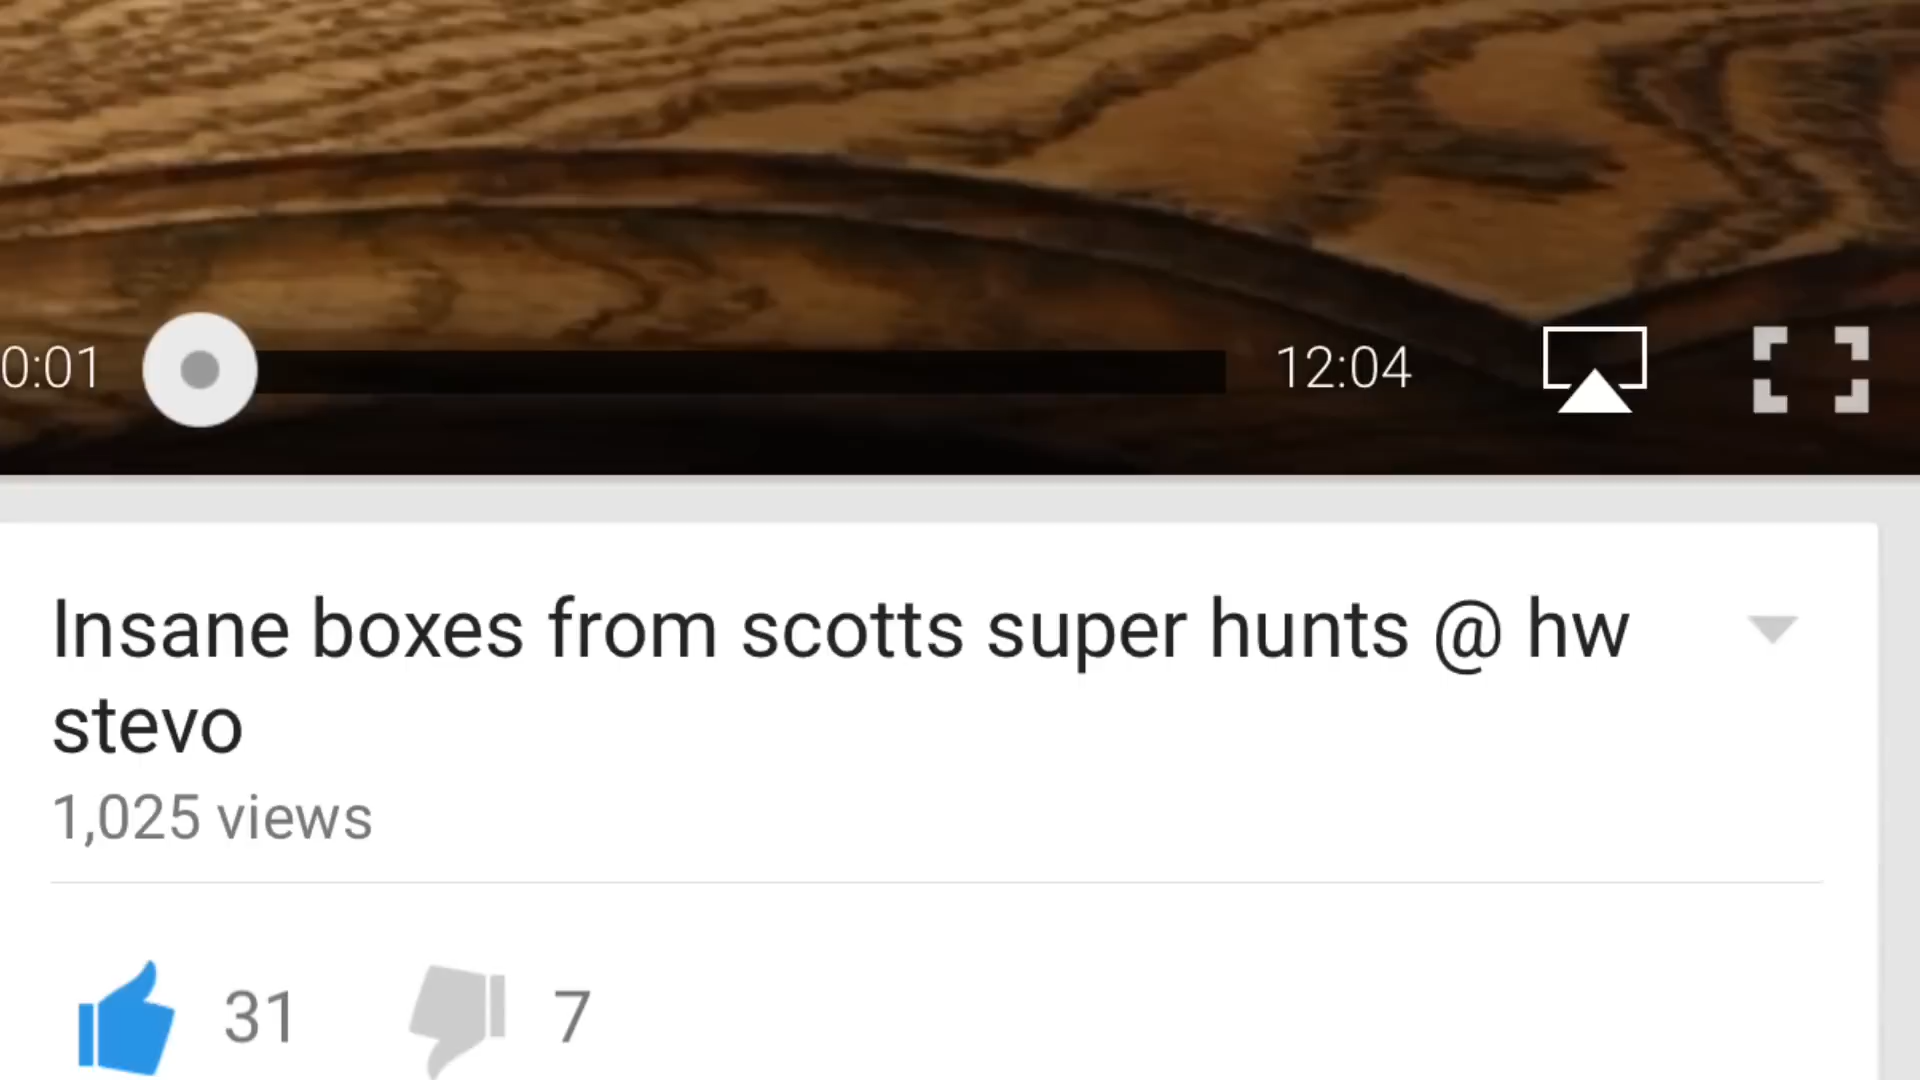 0:01 12:04
Insane boxes from scotts super hunts @ hw
stevo
1,025 views
31 7